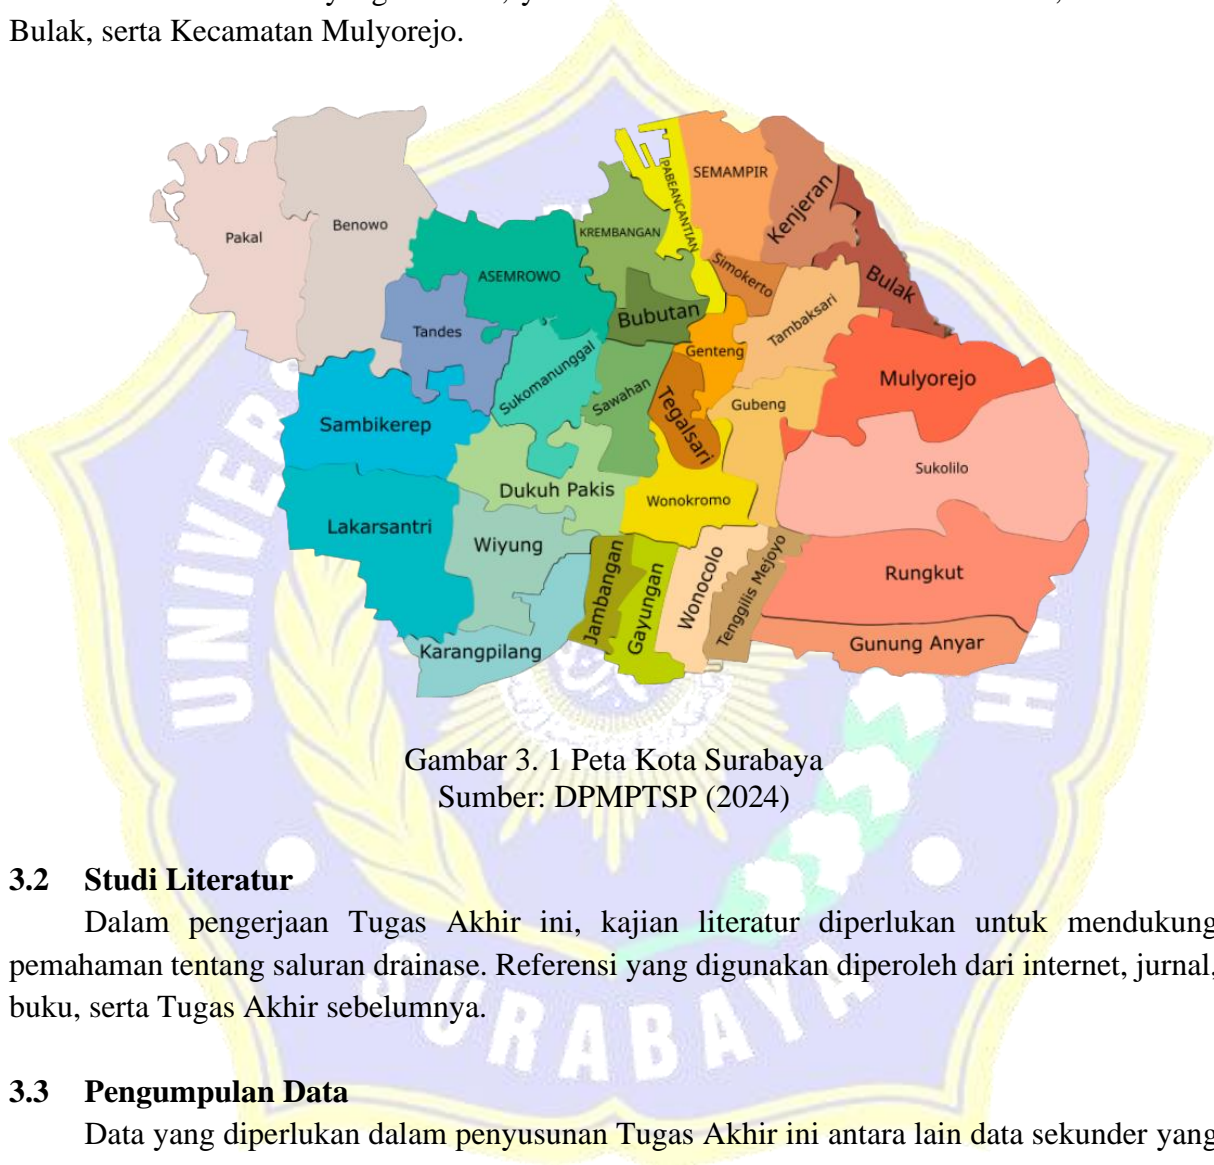 Bulak, serta Kecamatan Mulyorejo.
Pakal
Benowo
ASEMROWO
KREMBANGAN
PABEANCANTIAN
SEMAMPIR
Kenjeran
Bulak
Simokerto
Tambaksari
Bubutan
Genteng
Tandes
Sukomanunggal
Sawahan
Tegalsari
Gubeng
Mulyorejo
Sambikerep
Dukuh Pakis
Wonokromo
Sukolilo
Lakarsantri
Wiyung
Jambangan
Gayungan
Wonocolo
Tenggilis Mejoyo
Rungkut
Karangpilang
Gunung Anyar
UNIVER
SURABAYA
Gambar 3. 1 Peta Kota Surabaya
Sumber: DPMPTSP (2024)
3.2 Studi Literatur
Dalam pengerjaan Tugas Akhir ini, kajian literatur diperlukan untuk mendukung
pemahaman tentang saluran drainase. Referensi yang digunakan diperoleh dari internet, jurnal,
buku, serta Tugas Akhir sebelumnya.
3.3 Pengumpulan Data
Data yang diperlukan dalam penyusunan Tugas Akhir ini antara lain data sekunder yang